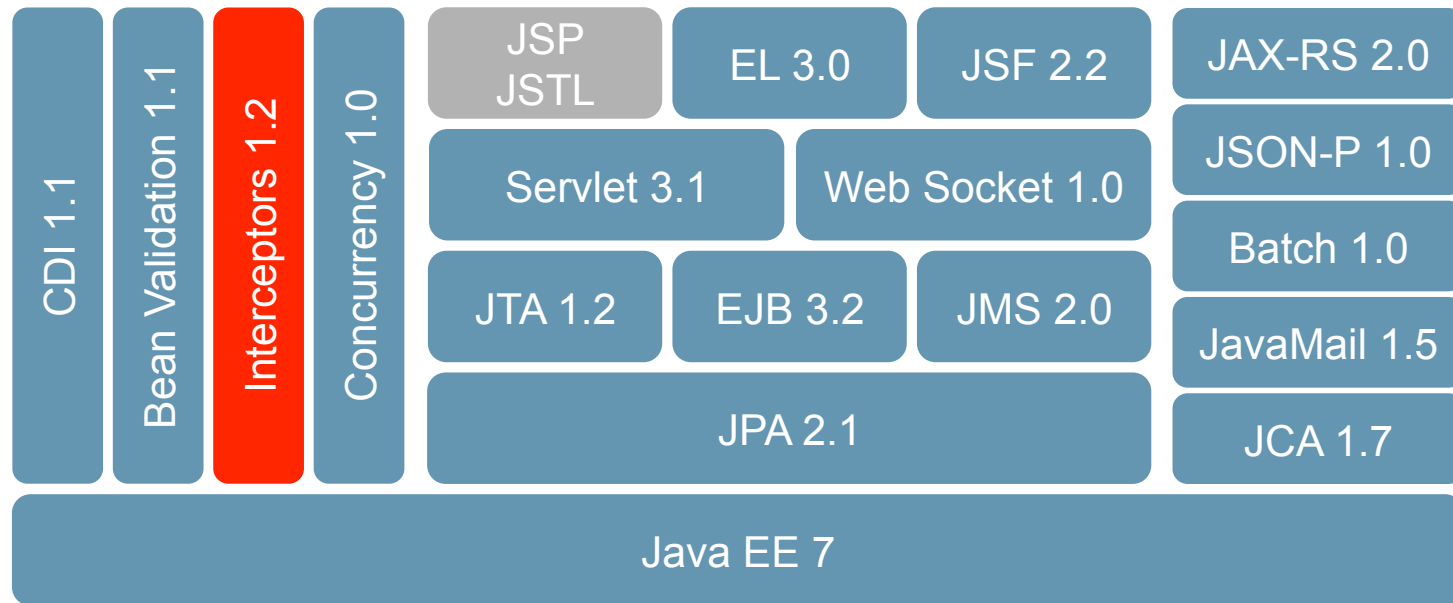 CDI 1.1
Bean Validation 1.1
Interceptors 1.2
Concurrency 1.0
JSP
JSTL
EL 3.0
JSF 2.2
Servlet 3.1
Web Socket 1.0
JTA 1.2
EJB 3.2
JMS 2.0
JPA 2.1
JAX-RS 2.0
JSON-P 1.0
Batch 1.0
JavaMail 1.5
JCA 1.7
Java EE 7